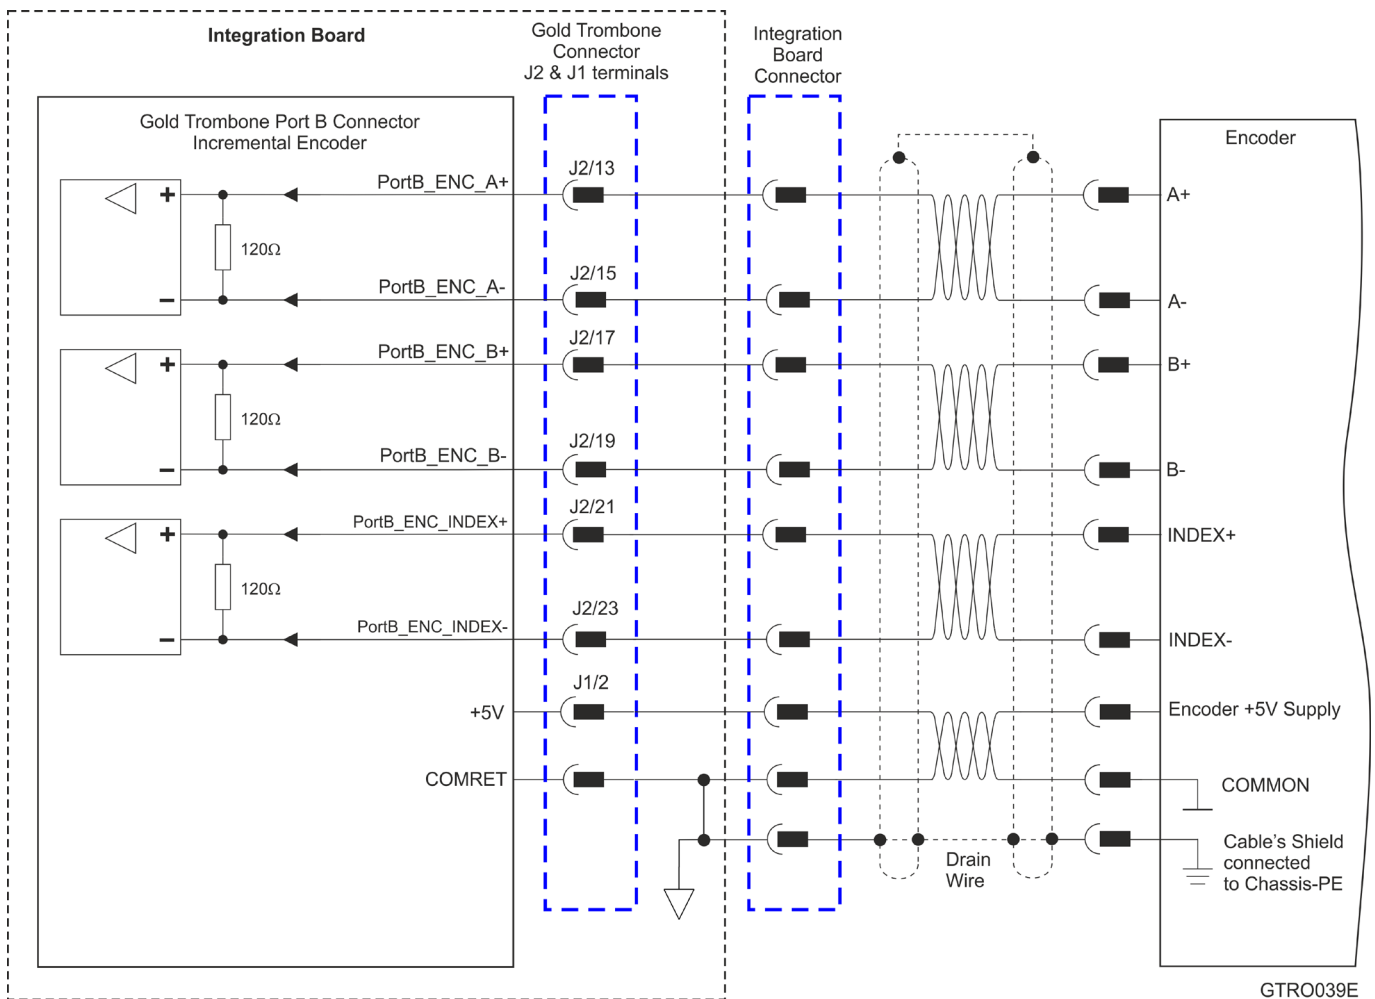 Integration Board
Gold Trombone
Connector
J2 & J1 terminals
Integration
Board
Connector
Gold Trombone Port B Connector
Incremental Encoder
Encoder
+
PortB_ENC_A+
J2/13
A+
120Ω
−
PortB_ENC_A-
J2/15
A-
+
PortB_ENC_B+
J2/17
B+
120Ω
−
PortB_ENC_B-
J2/19
B-
+
PortB_ENC_INDEX+
J2/21
INDEX+
120Ω
−
PortB_ENC_INDEX-
J2/23
INDEX-
+5V
J1/2
Encoder +5V Supply
COMRET
COMMON
Drain
Wire
Cable's Shield
connected
to Chassis-PE
GTRO039E